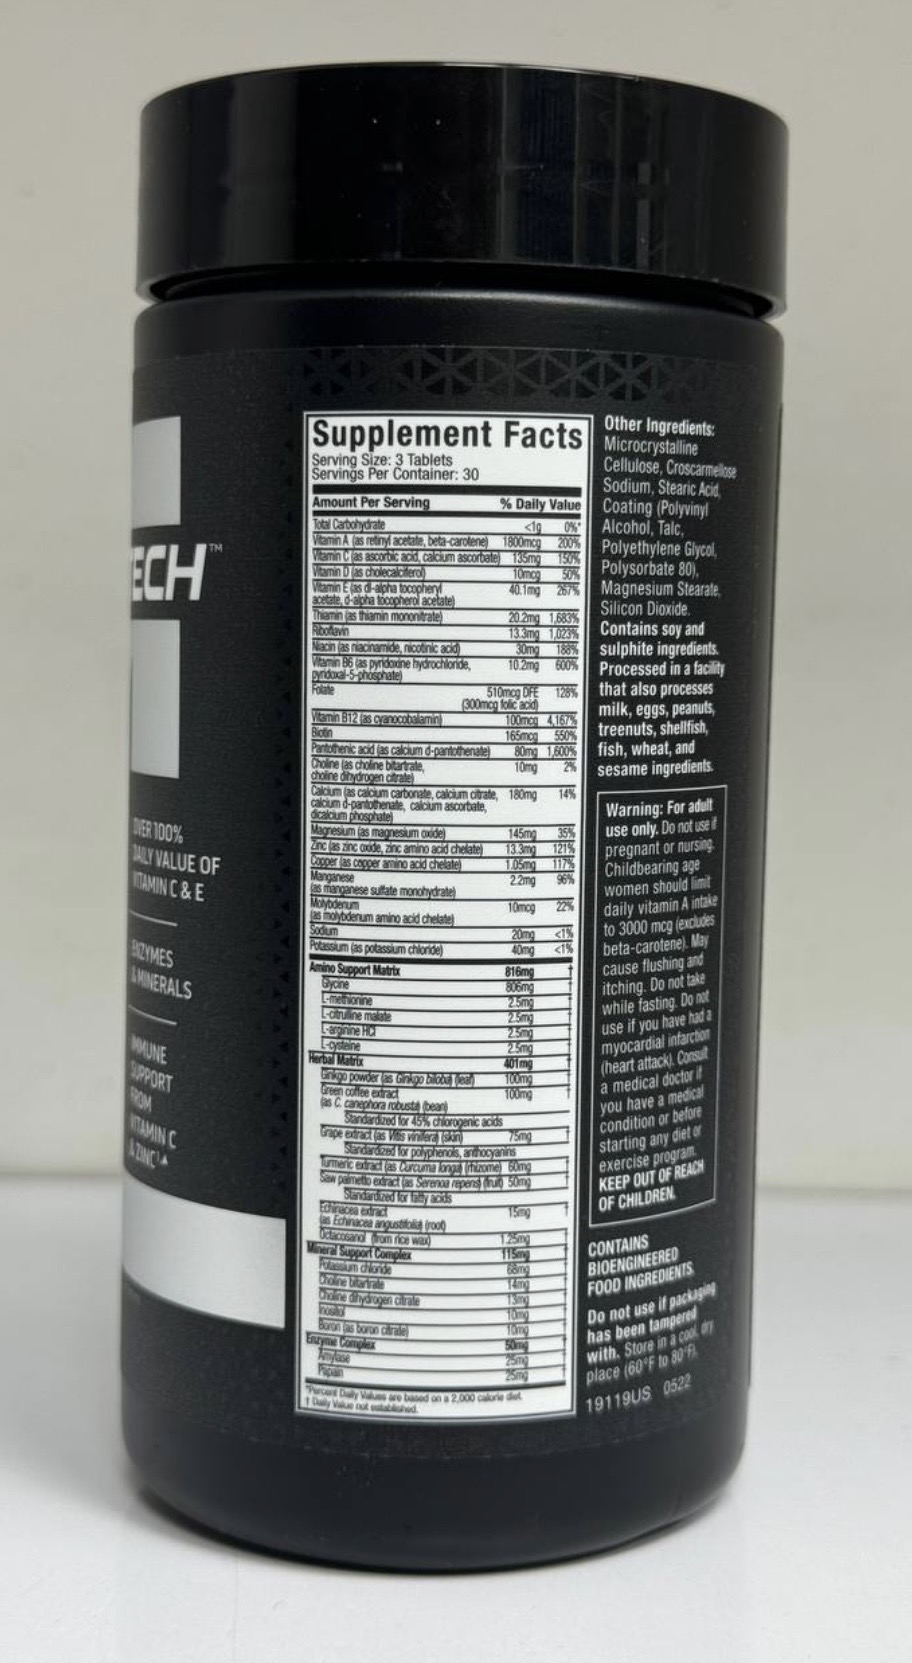 ECH™
OVER 100%
DAILY VALUE OF
VITAMIN C & E
ENZYMES
& MINERALS
IMMUNE
SUPPORT
FROM
VITAMIN C
& ZINC
Supplement Facts
Serving Size: 3 Tablets
Servings Per Container: 30
Amount Per Serving % Daily Value
Total Carbohydrate <1g 0%*
Vitamin A (as retinyl acetate, beta-carotene) 1800mcg 200%
Vitamin C (as ascorbic acid, calcium ascorbate) 135mg 150%
Vitamin D (as cholecalciferol) 10mcg 50%
Vitamin E (as dl-alpha tocopheryl
acetate, d-alpha tocopherol acetate) 40.1mg 267%
Thiamin (as thiamin mononitrate) 20.2mg 1,683%
Riboflavin 13.3mg 1,023%
Niacin (as niacinamide, nicotinic acid) 30mg 188%
Vitamin B6 (as pyridoxine hydrochloride,
pyridoxal-5-phosphate) 10.2mg 600%
Folate 510mcg DFE 128%
(300mcg folic acid)
Vitamin B12 (as cyanocobalamin) 100mcg 4,167%
Biotin 165mcg 550%
Pantothenic acid (as calcium d-pantothenate) 80mg 1,600%
Choline (as choline bitartrate, 10mg 2%
choline dihydrogen citrate)
Calcium (as calcium carbonate, calcium citrate, 180mg 14%
calcium d-pantothenate, calcium ascorbate,
dicalcium phosphate)
Magnesium (as magnesium oxide) 145mg 35%
Zinc (as zinc oxide, zinc amino acid chelate) 13.3mg 121%
Copper (as copper amino acid chelate) 1.05mg 117%
Manganese 2.2mg 96%
(as manganese sulfate monohydrate)
Molybdenum 10mcg 22%
(as molybdenum amino acid chelate)
Sodium 20mg <1%
Potassium (as potassium chloride) 40mg <1%
Amino Support Matrix 816mg †
Glycine 806mg †
L-methionine 2.5mg †
L-citrulline malate 2.5mg †
L-arginine HCl 2.5mg †
L-cysteine 2.5mg †
Herbal Matrix 401mg †
Ginkgo powder (as Ginkgo biloba) (leaf) 100mg †
Green coffee extract 100mg †
(as C. canephora robusta) (bean)
Standardized for 45% chlorogenic acids
Grape extract (as Vitis vinifera) (skin) 75mg †
Standardized for polyphenols, anthocyanins
Turmeric extract (as Curcuma longa) (rhizome) 60mg †
Saw palmetto extract (as Serenoa repens) (fruit) 50mg †
Standardized for fatty acids
Echinacea extract 15mg †
(as Echinacea angustifolia) (root)
Octacosanol (from rice wax) 1.25mg †
Mineral Support Complex 115mg †
Potassium chloride 68mg †
Choline bitartrate 14mg †
Choline dihydrogen citrate 13mg †
Inositol 10mg †
Boron (as boron citrate) 10mg †
Enzyme Complex 50mg †
Amylase 25mg †
Papain 25mg †
*Percent Daily Values are based on a 2,000 calorie diet.
† Daily Value not established.
Other Ingredients:
Microcrystalline
Cellulose, Croscarmellose
Sodium, Stearic Acid,
Coating (Polyvinyl
Alcohol, Talc,
Polyethylene Glycol,
Polysorbate 80),
Magnesium Stearate,
Silicon Dioxide.
Contains soy and
sulphite ingredients.
Processed in a facility
that also processes
milk, eggs, peanuts,
treenuts, shellfish,
fish, wheat, and
sesame ingredients.
Warning: For adult
use only. Do not use if
pregnant or nursing.
Childbearing age
women should limit
daily vitamin A intake
to 3000 mcg (excludes
beta-carotene). May
cause flushing and
itching. Do not take
while fasting. Do not
use if you have had a
myocardial infarction
(heart attack). Consult
a medical doctor if
you have a medical
condition or before
starting any diet or
exercise program.
KEEP OUT OF REACH
OF CHILDREN.
CONTAINS
BIOENGINEERED
FOOD INGREDIENTS.
Do not use if packaging
has been tampered
with. Store in a cool, dry
place (60°F to 80°F).
19119US 0522